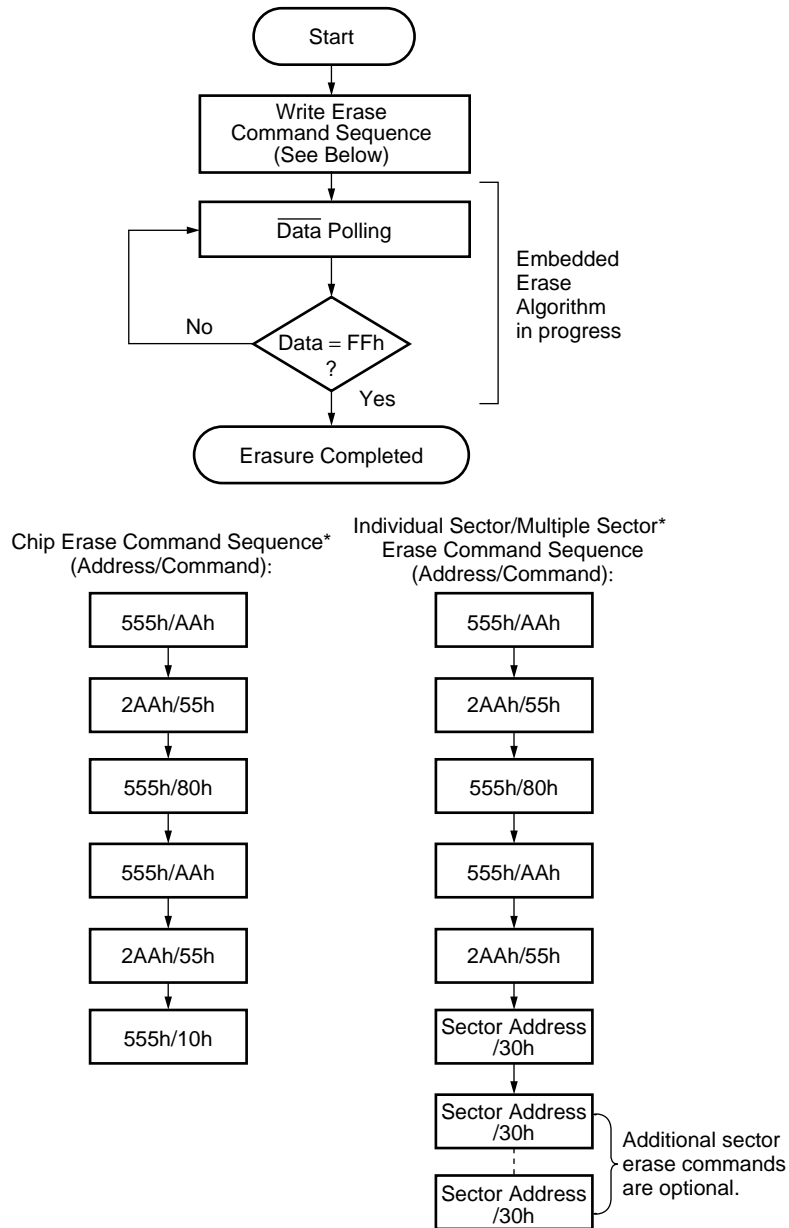 Start
Write Erase
Command Sequence
(See Below)
Data Polling
Data = FFh
?
No
Yes
Embedded
Erase
Algorithm
in progress
Erasure Completed
Chip Erase Command Sequence*
(Address/Command):
555h/AAh
2AAh/55h
555h/80h
555h/AAh
2AAh/55h
555h/10h
Individual Sector/Multiple Sector*
Erase Command Sequence
(Address/Command):
555h/AAh
2AAh/55h
555h/80h
555h/AAh
2AAh/55h
Sector Address
/30h
Sector Address
/30h
Sector Address
/30h
Additional sector
erase commands
are optional.